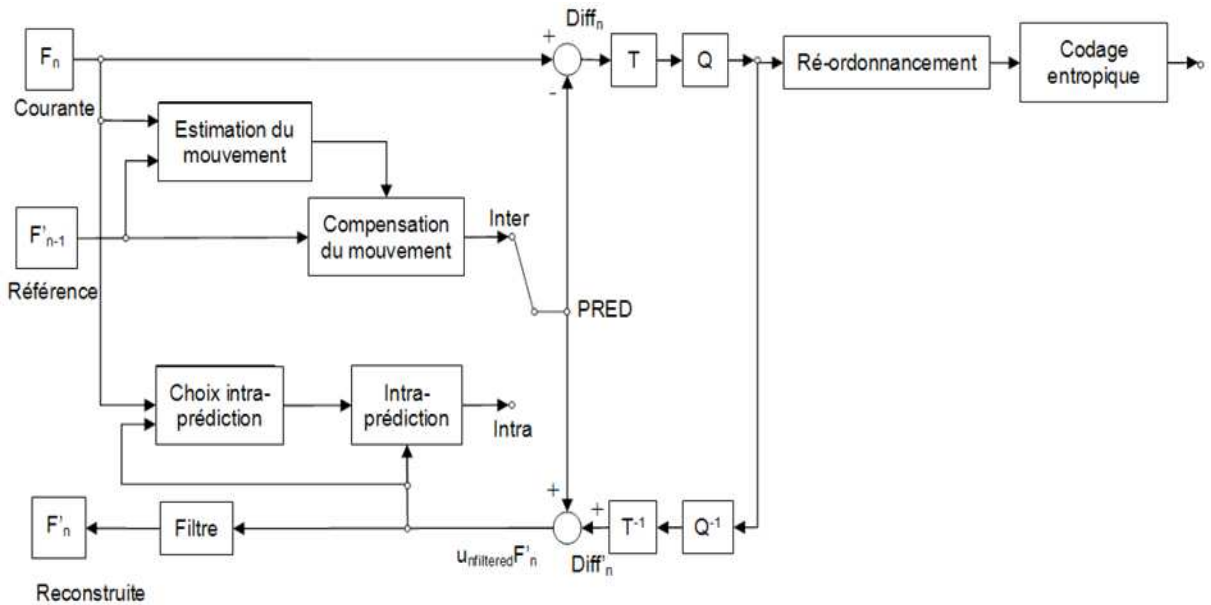 Diffn
+
Fn
T
Q
Ré-ordonnancement
Codage
entropique
-
Courante
Estimation du
mouvement
F'n-1
Compensation
du mouvement
Inter
Référence
PRED
Choix intra-
prédiction
Intra-
prédiction
Intra
+
+
F'n
Filtre
T-1
Q-1
unfilteredF'n
Diff'n
Reconstruite